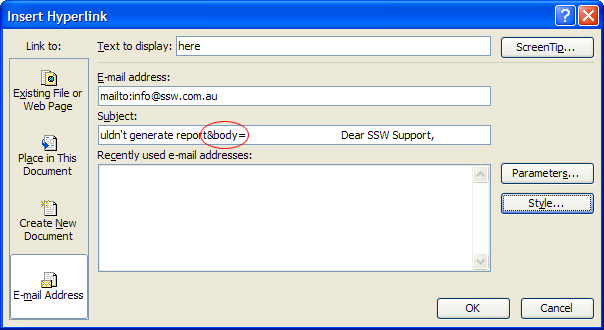 Insert Hyperlink
Link to:
Text to display: here
ScreenTip...
E-mail address:
Existing File or
Web Page
mailto:info@ssw.com.au
Subject:
uldn't generate report&body= Dear SSW Support,
Place in This
Document
Recently used e-mail addresses:
Parameters...
Style...
Create New
Document
E-mail Address
OK
Cancel